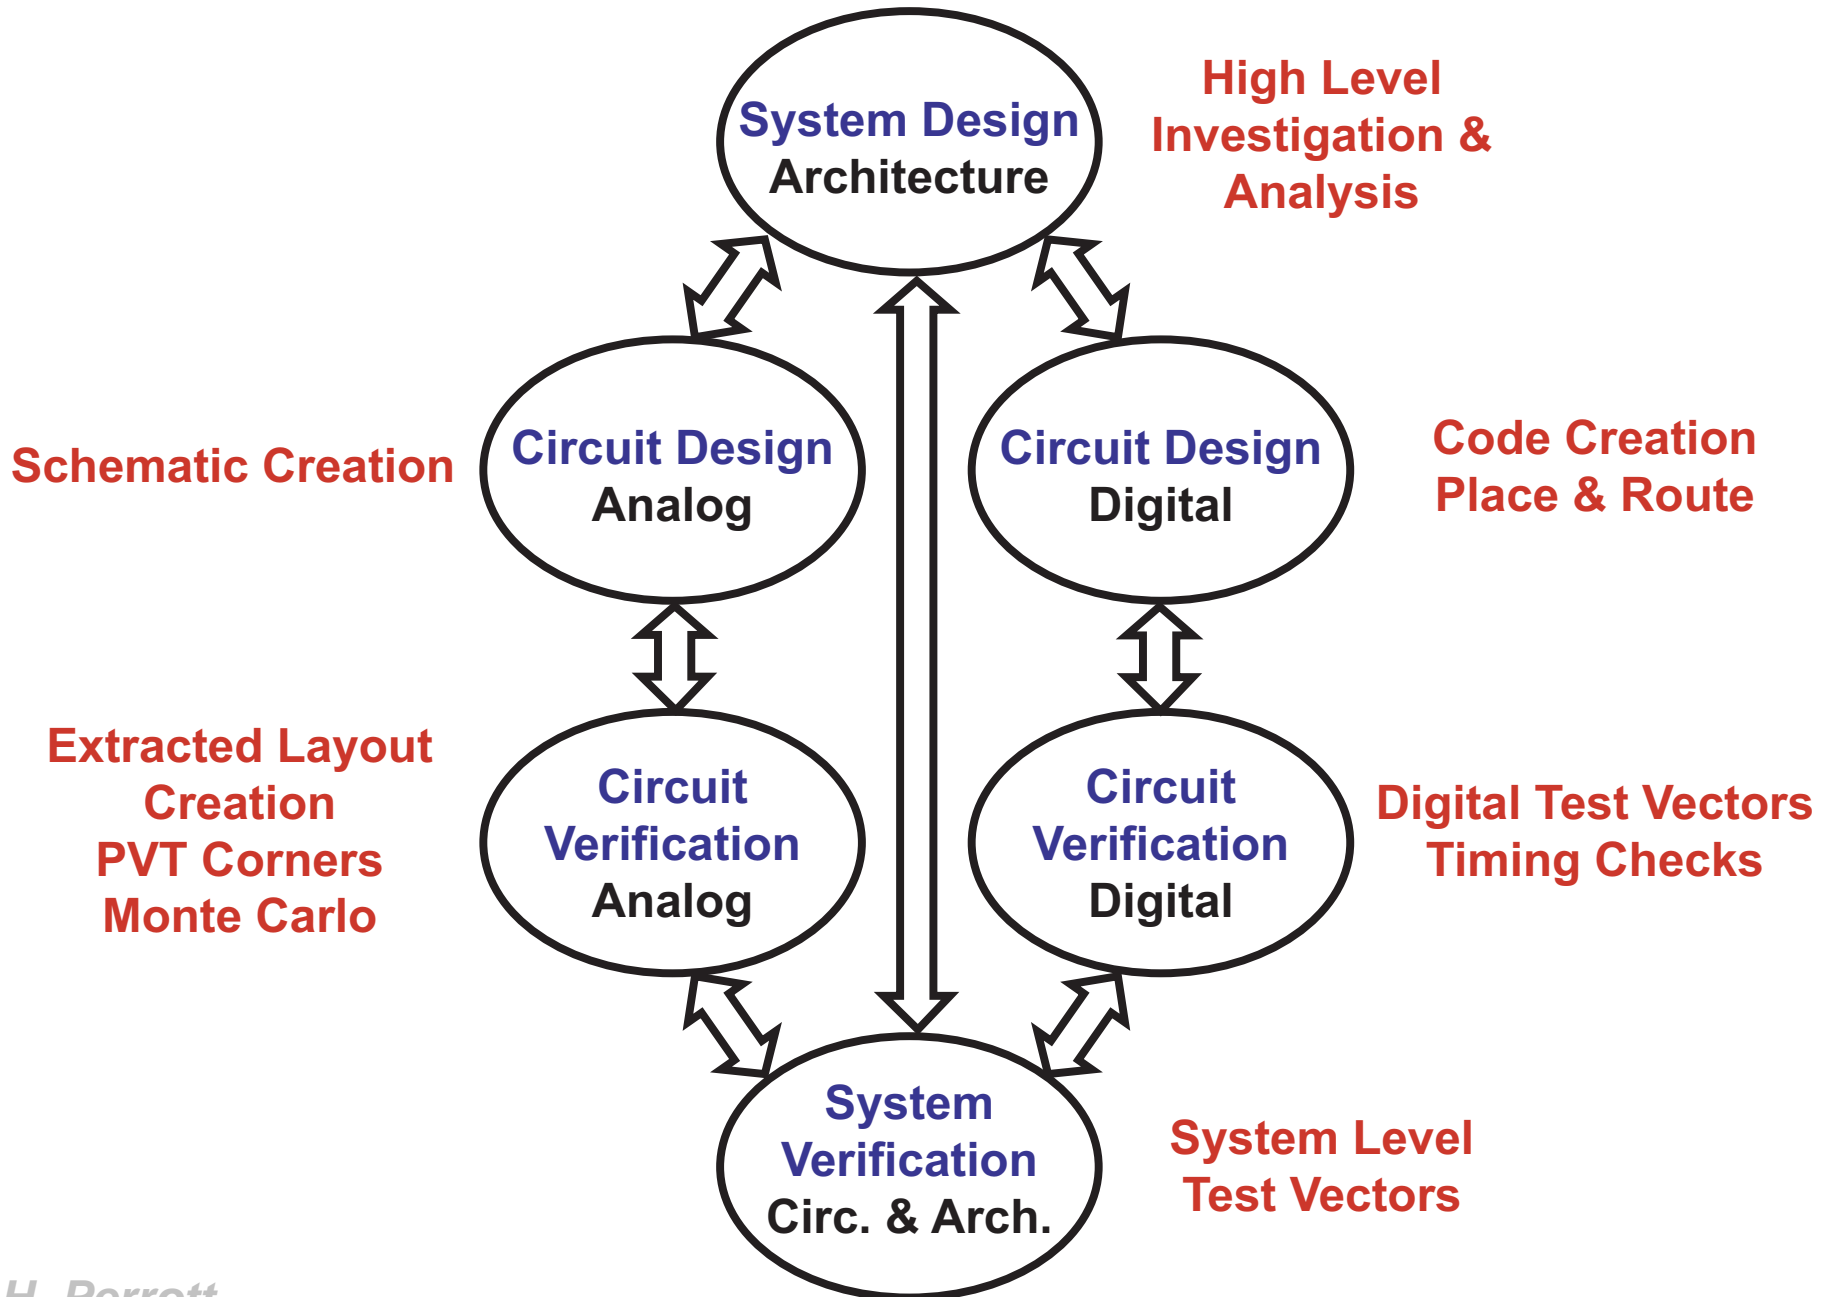 System Design
Architecture
High Level
Investigation &
Analysis
Schematic Creation
Circuit Design
Analog
Circuit Design
Digital
Code Creation
Place & Route
Extracted Layout
Creation
PVT Corners
Monte Carlo
Circuit
Verification
Analog
Circuit
Verification
Digital
Digital Test Vectors
Timing Checks
System
Verification
Circ. & Arch.
System Level
Test Vectors
H. Perrott